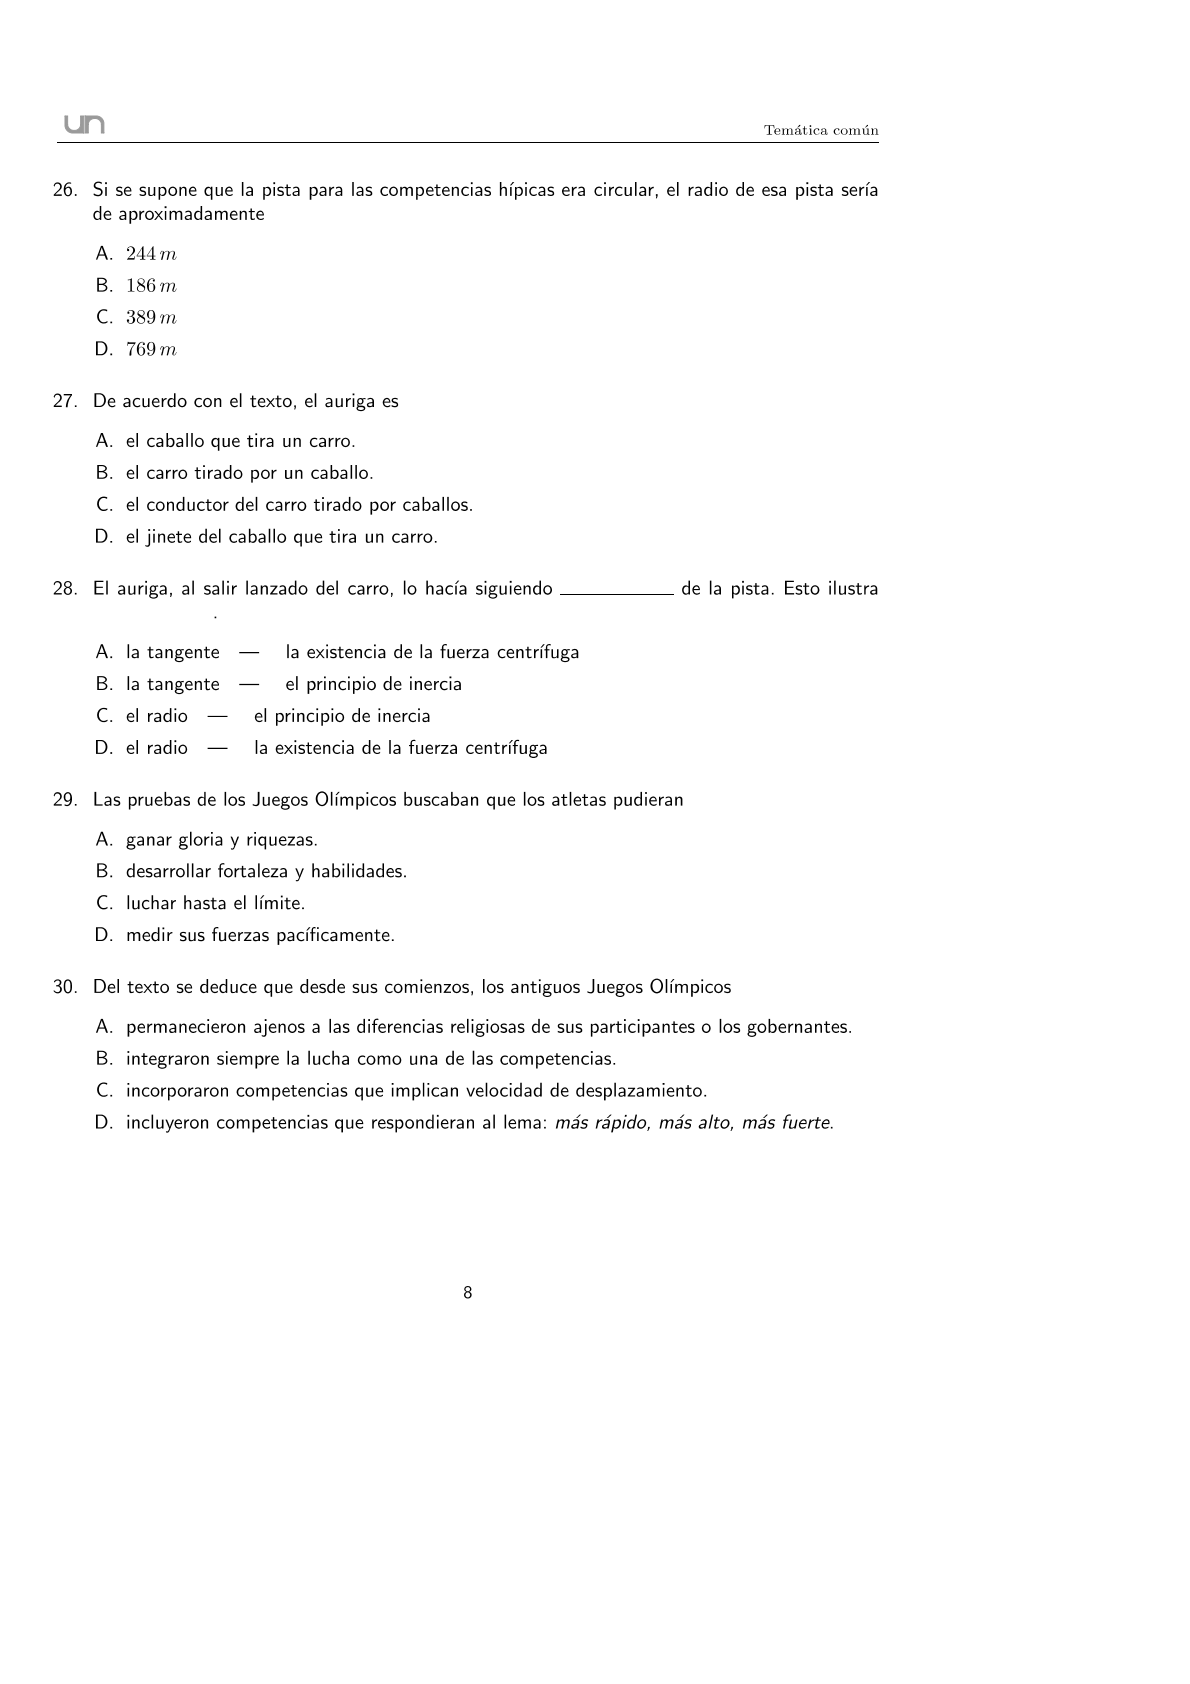 un
Temática común
26. Si se supone que la pista para las competencias hípicas era circular, el radio de esa pista sería
de aproximadamente
A. 244 m
B. 186 m
C. 389 m
D. 769 m
27. De acuerdo con el texto, el auriga es
A. el caballo que tira un carro.
B. el carro tirado por un caballo.
C. el conductor del carro tirado por caballos.
D. el jinete del caballo que tira un carro.
28. El auriga, al salir lanzado del carro, lo hacía siguiendo ___________ de la pista. Esto ilustra
.
A. la tangente — la existencia de la fuerza centrífuga
B. la tangente — el principio de inercia
C. el radio — el principio de inercia
D. el radio — la existencia de la fuerza centrífuga
29. Las pruebas de los Juegos Olímpicos buscaban que los atletas pudieran
A. ganar gloria y riquezas.
B. desarrollar fortaleza y habilidades.
C. luchar hasta el límite.
D. medir sus fuerzas pacíficamente.
30. Del texto se deduce que desde sus comienzos, los antiguos Juegos Olímpicos
A. permanecieron ajenos a las diferencias religiosas de sus participantes o los gobernantes.
B. integraron siempre la lucha como una de las competencias.
C. incorporaron competencias que implican velocidad de desplazamiento.
D. incluyeron competencias que respondieran al lema: más rápido, más alto, más fuerte.
8